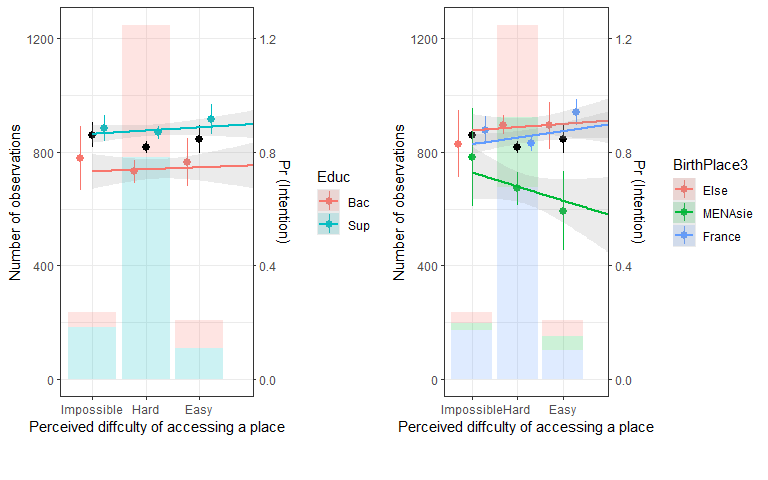 Number of observations
1200
800
400
0
1.2
0.8
0.4
0.0
Pr (Intention)
Impossible Hard Easy
Perceived diffculty of accessing a place
Educ
Bac
Sup
Number of observations
1200
800
400
0
1.2
0.8
0.4
0.0
Pr (Intention)
Impossible Hard Easy
Perceived diffculty of accessing a place
BirthPlace3
Else
MENAsie
France